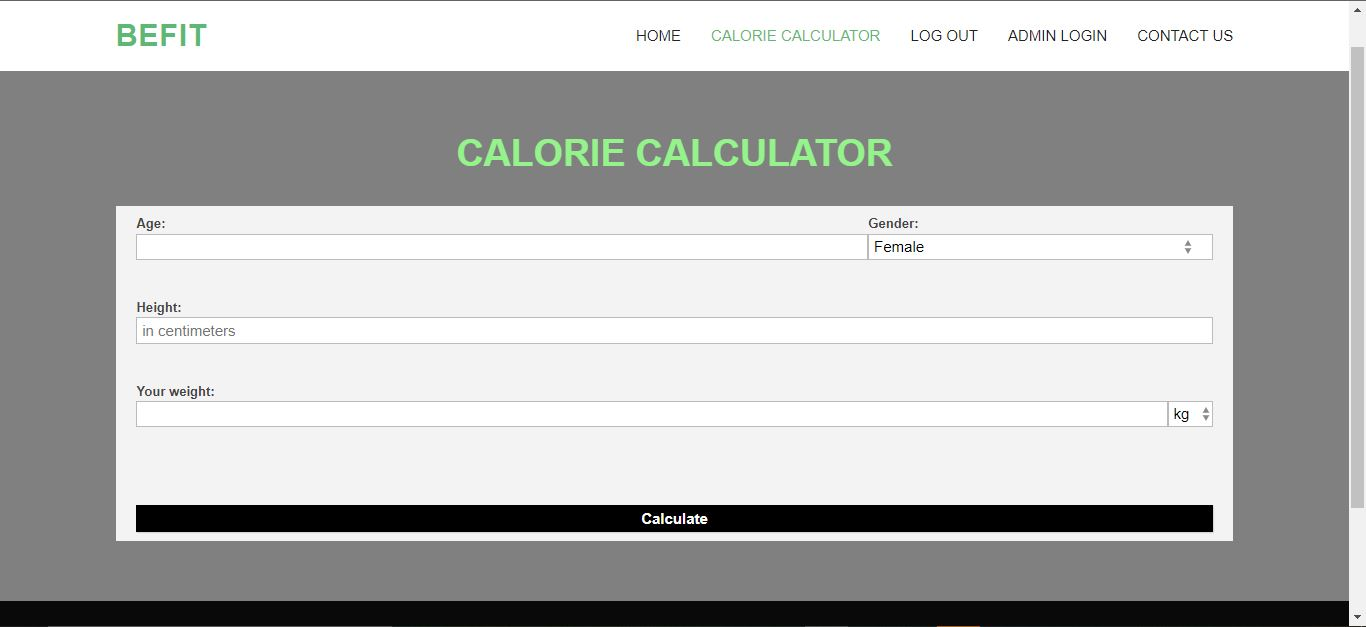 BEFIT HOME CALORIE CALCULATOR LOG OUT ADMIN LOGIN CONTACT US
CALORIE CALCULATOR
Age: Gender:
Female
Height:
in centimeters
Your weight:
kg
Calculate